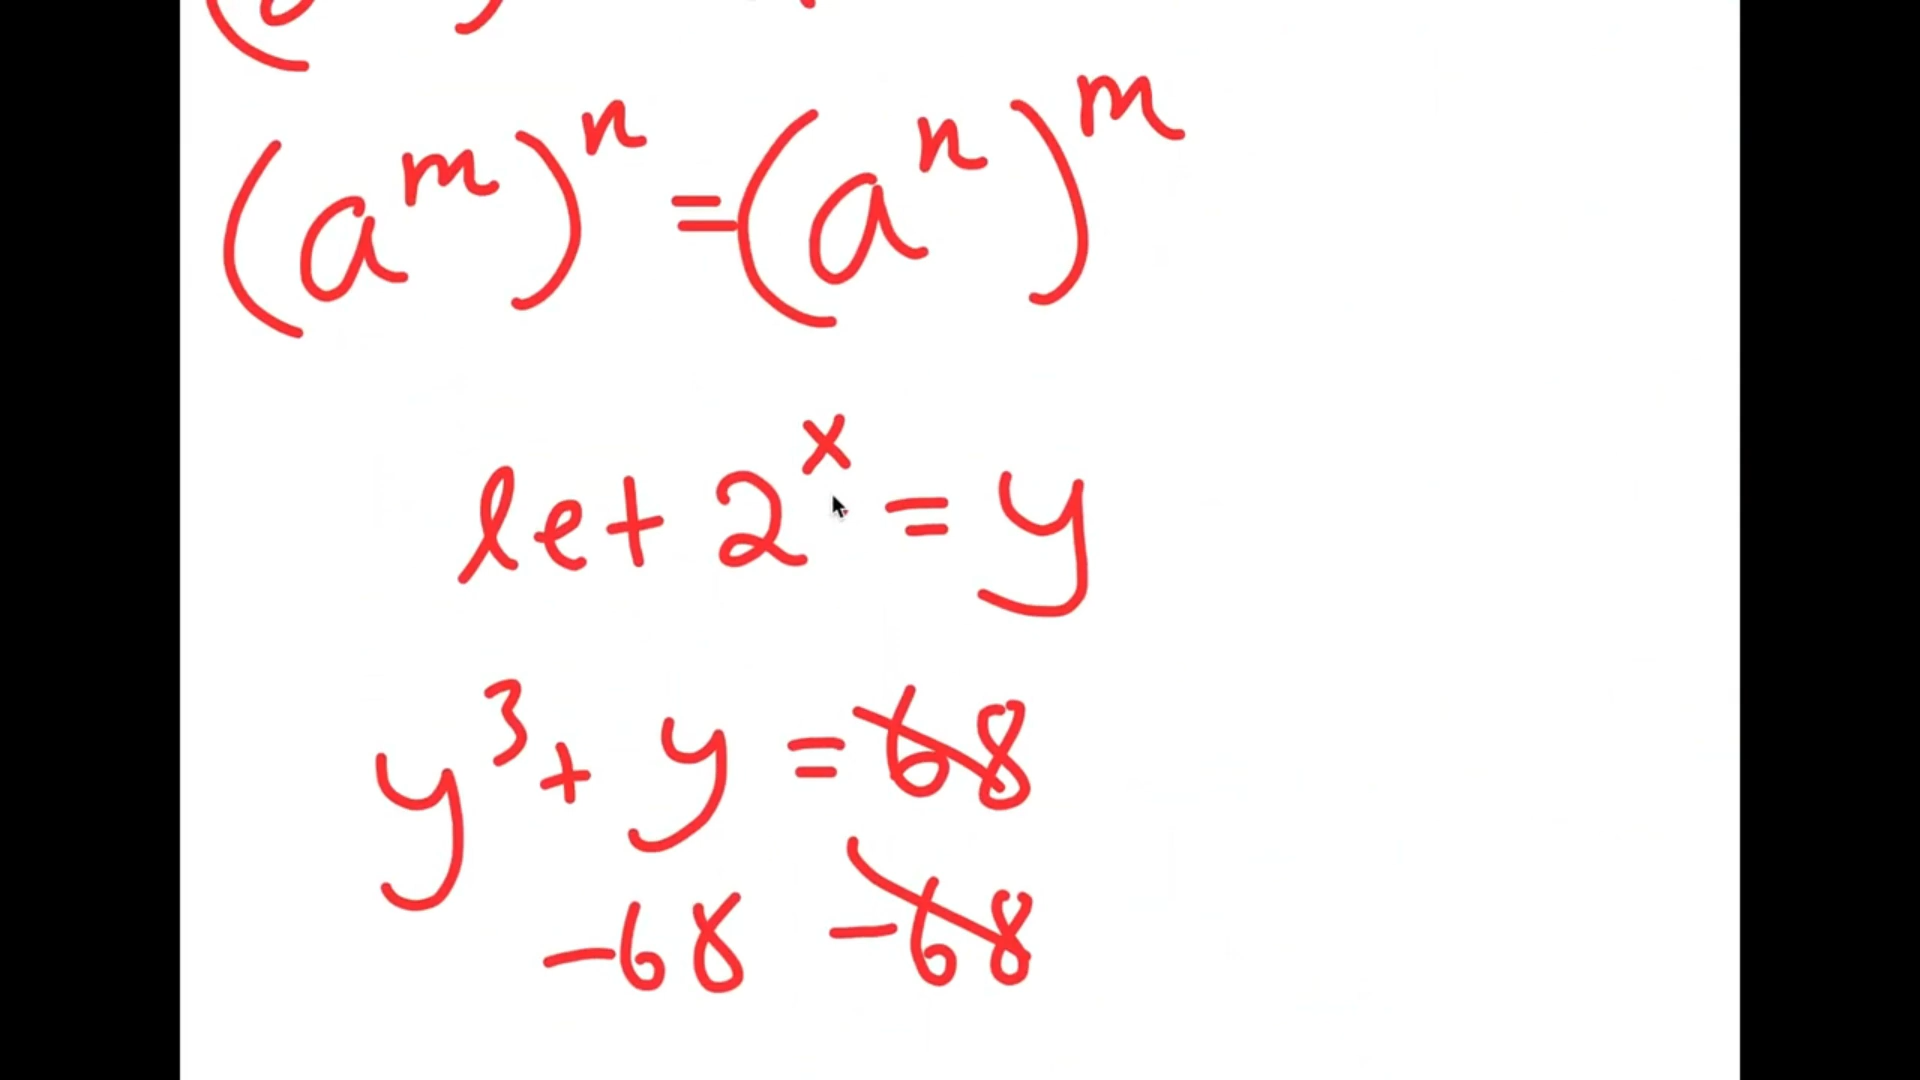 (a^m)^n = (a^n)^m
let 2^x = y
y^3 + y = 68
-68 -68